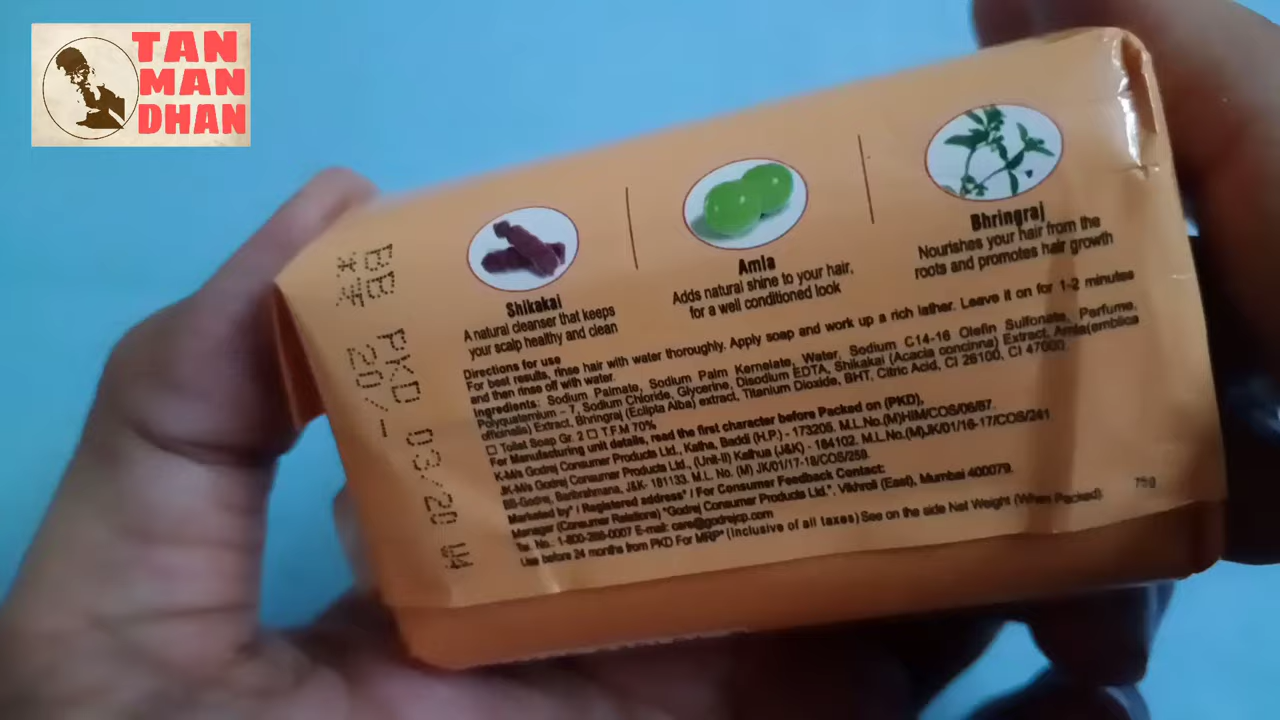 TAN
MAN
DHAN
Shikakai
A natural cleanser that keeps
your scalp healthy and clean
Amla
Adds natural shine to your hair,
for a well conditioned look
Bhringraj
Nourishes your hair from the
roots and promotes hair growth
Directions for use
For best results, rinse hair with water thoroughly. Apply soap and work up a rich lather. Leave it on for 1-2 minutes
and then rinse off with water.
Ingredients: Sodium Palmate, Sodium Palm Kernelate, Water, Sodium C14-16 Olefin Sulfonate, Perfume,
Polyquaternium – 7, Sodium Chloride, Glycerine, Disodium EDTA, Shikakai (Acacia concinna) Extract, Amla(emblica
officinalis) Extract, Bhringraj (Eclipta Alba) extract, Titanium Dioxide, BHT, Citric Acid, CI 26100, CI 47000.
☐ Toilet Soap Gr. 2 ☐ T.F.M 70%
For Manufacturing unit details, read the first character before Packed on (PKD),
K-M/s Godrej Consumer Products Ltd., Katha, Baddi (H.P.) - 173205. M.L.No.(M)HIM/COS/06/67.
JK-M/s Godrej Consumer Products Ltd., (Unit-II) Kathua (J&K) - 184102. M.L.No.(M)JK/01/16-17/COS/241
BB-Godrej, Baribrahmana, J&K- 181133. M.L. No. (M) JK/01/17-18/COS/259.
Marketed by* / Registered address* / For Consumer Feedback Contact:
Manager (Consumer Relations) *Godrej Consumer Products Ltd.*, Vikhroli (East), Mumbai 400079.
Tel. No.: 1-800-266-0007 E-mail: care@godrejcp.com
Use before 24 months from PKD For MRP* (Inclusive of all taxes) See on the side Net Weight (When Packed)
75g
BB PKD 03/20 W4
20/-